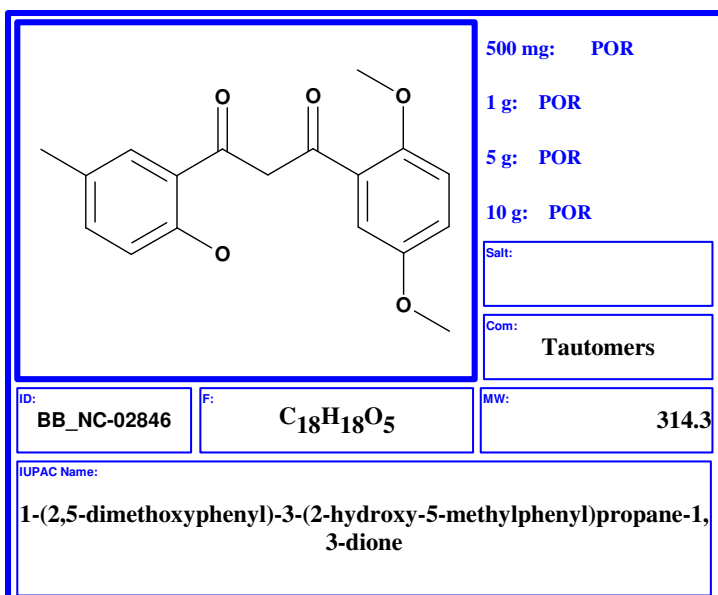 O
O
O
O
O
500 mg: POR
1 g: POR
5 g: POR
10 g: POR
Salt:
Com:
Tautomers
ID:
BB_NC-02846
F:
C18H18O5
MW:
314.3
IUPAC Name:
1-(2,5-dimethoxyphenyl)-3-(2-hydroxy-5-methylphenyl)propane-1,
3-dione